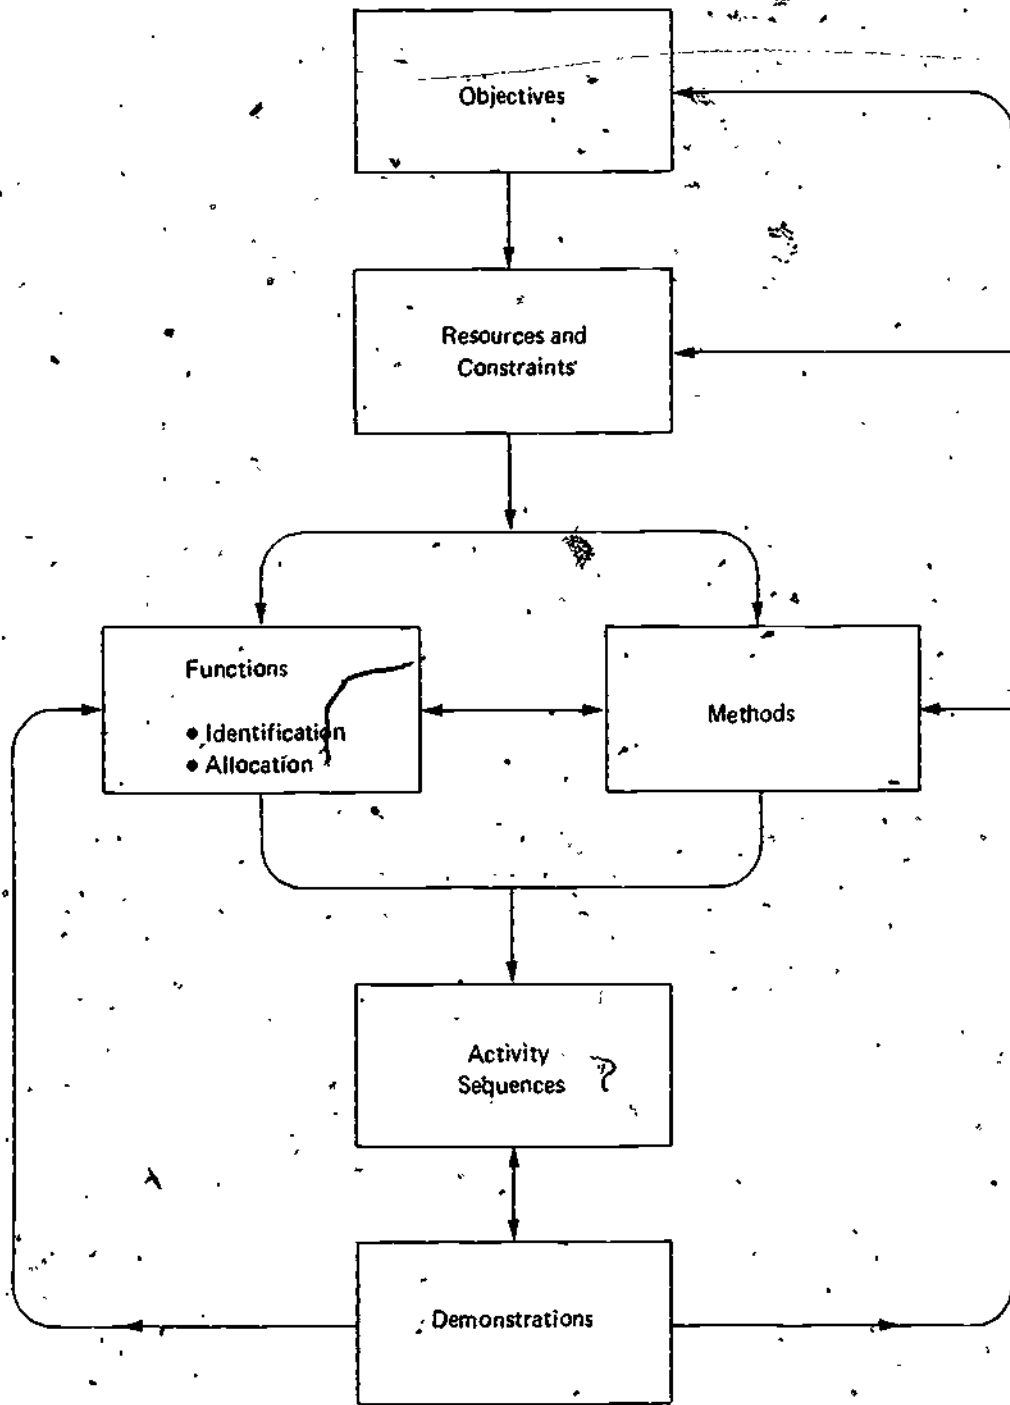 Objectives
Resources and
Constraints
Functions
• Identification
• Allocation
Methods
Activity
Sequences ?
Demonstrations